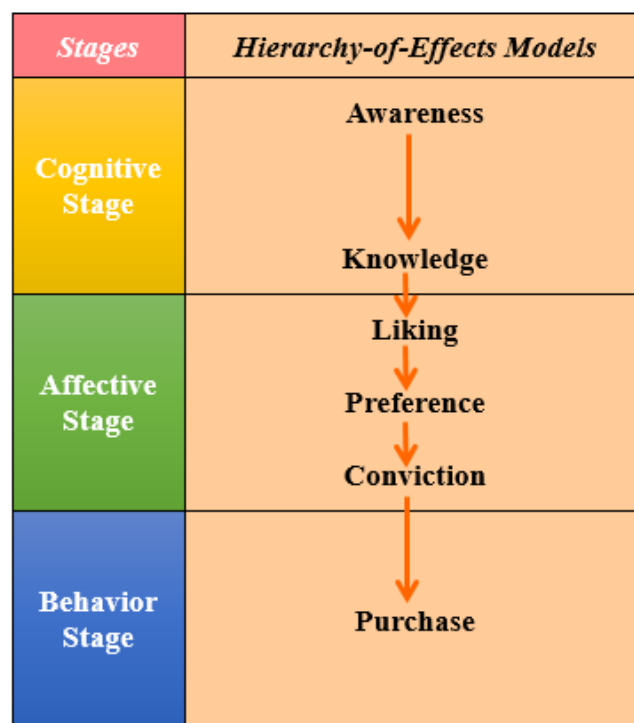 Stages
Hierarchy-of-Effects Models
Cognitive
Stage
Awareness
Knowledge
Affective
Stage
Liking
Preference
Conviction
Behavior
Stage
Purchase